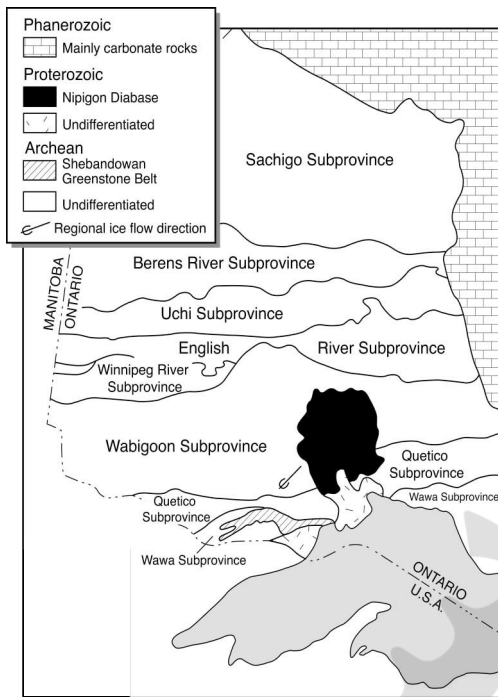 Phanerozoic
Mainly carbonate rocks
Proterozoic
Nipigon Diabase
Undifferentiated
Archean
Shebandowan
Greenstone Belt
Undifferentiated
Regional ice flow direction
Sachigo Subprovince
Berens River Subprovince
MANITOBA
ONTARIO
Uchi Subprovince
English River Subprovince
Winnipeg River
Subprovince
Wabigoon Subprovince
Quetico
Subprovince
Wawa Subprovince
Quetico
Subprovince
Wawa Subprovince
ONTARIO
U.S.A.